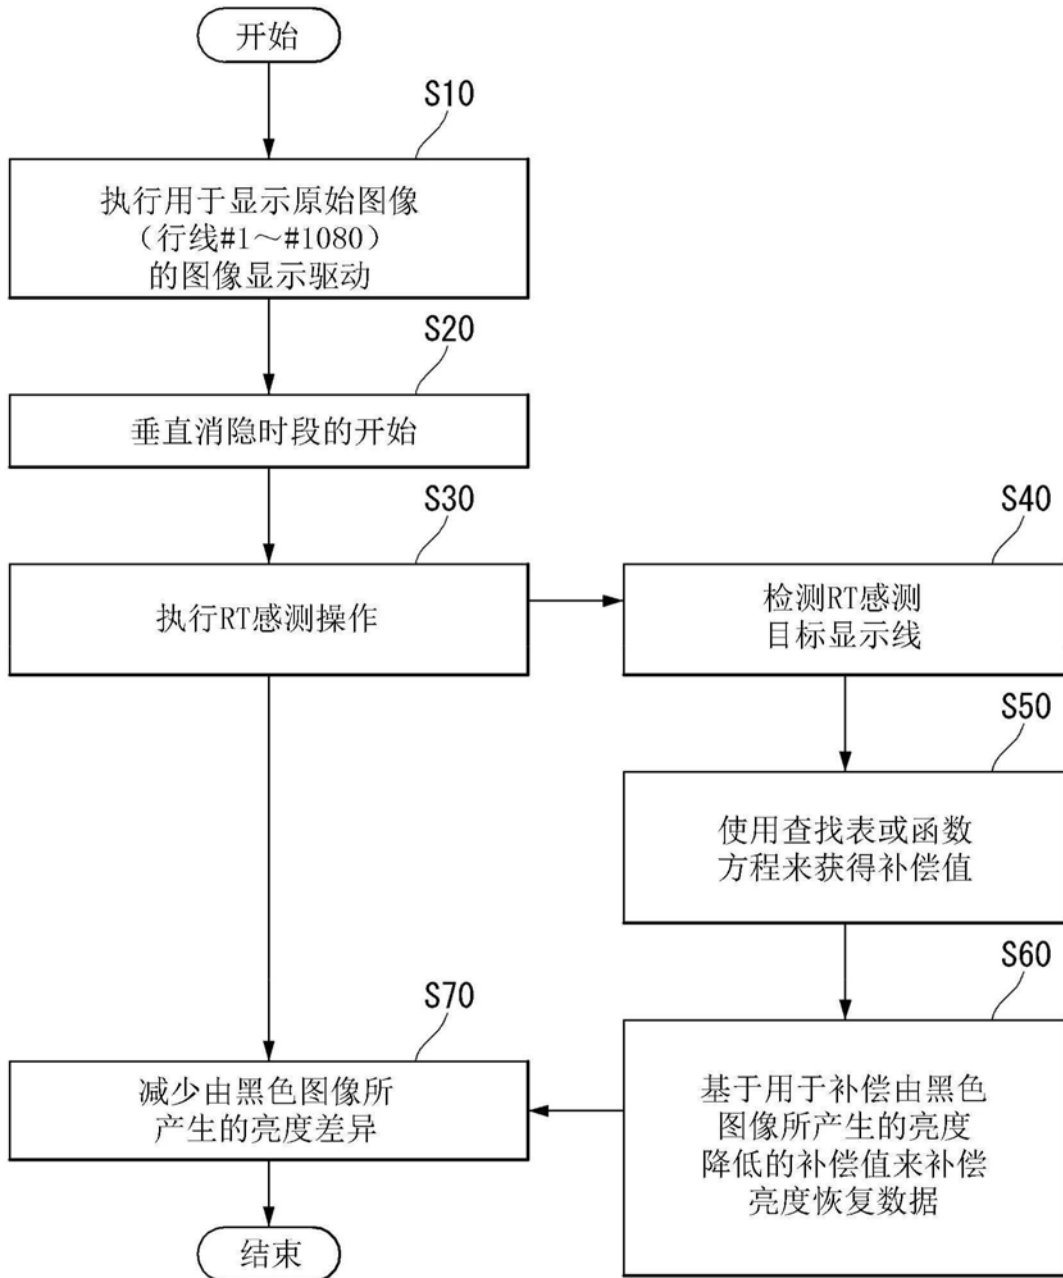 开始
S10
执行用于显示原始图像
（行线#1～#1080）
的图像显示驱动
S20
垂直消隐时段的开始
S30
执行RT感测操作
S40
检测RT感测
目标显示线
S50
使用查找表或函数
方程来获得补偿值
S60
基于用于补偿由黑色
图像所产生的亮度
降低的补偿值来补偿
亮度恢复数据
S70
减少由黑色图像所
产生的亮度差异
结束